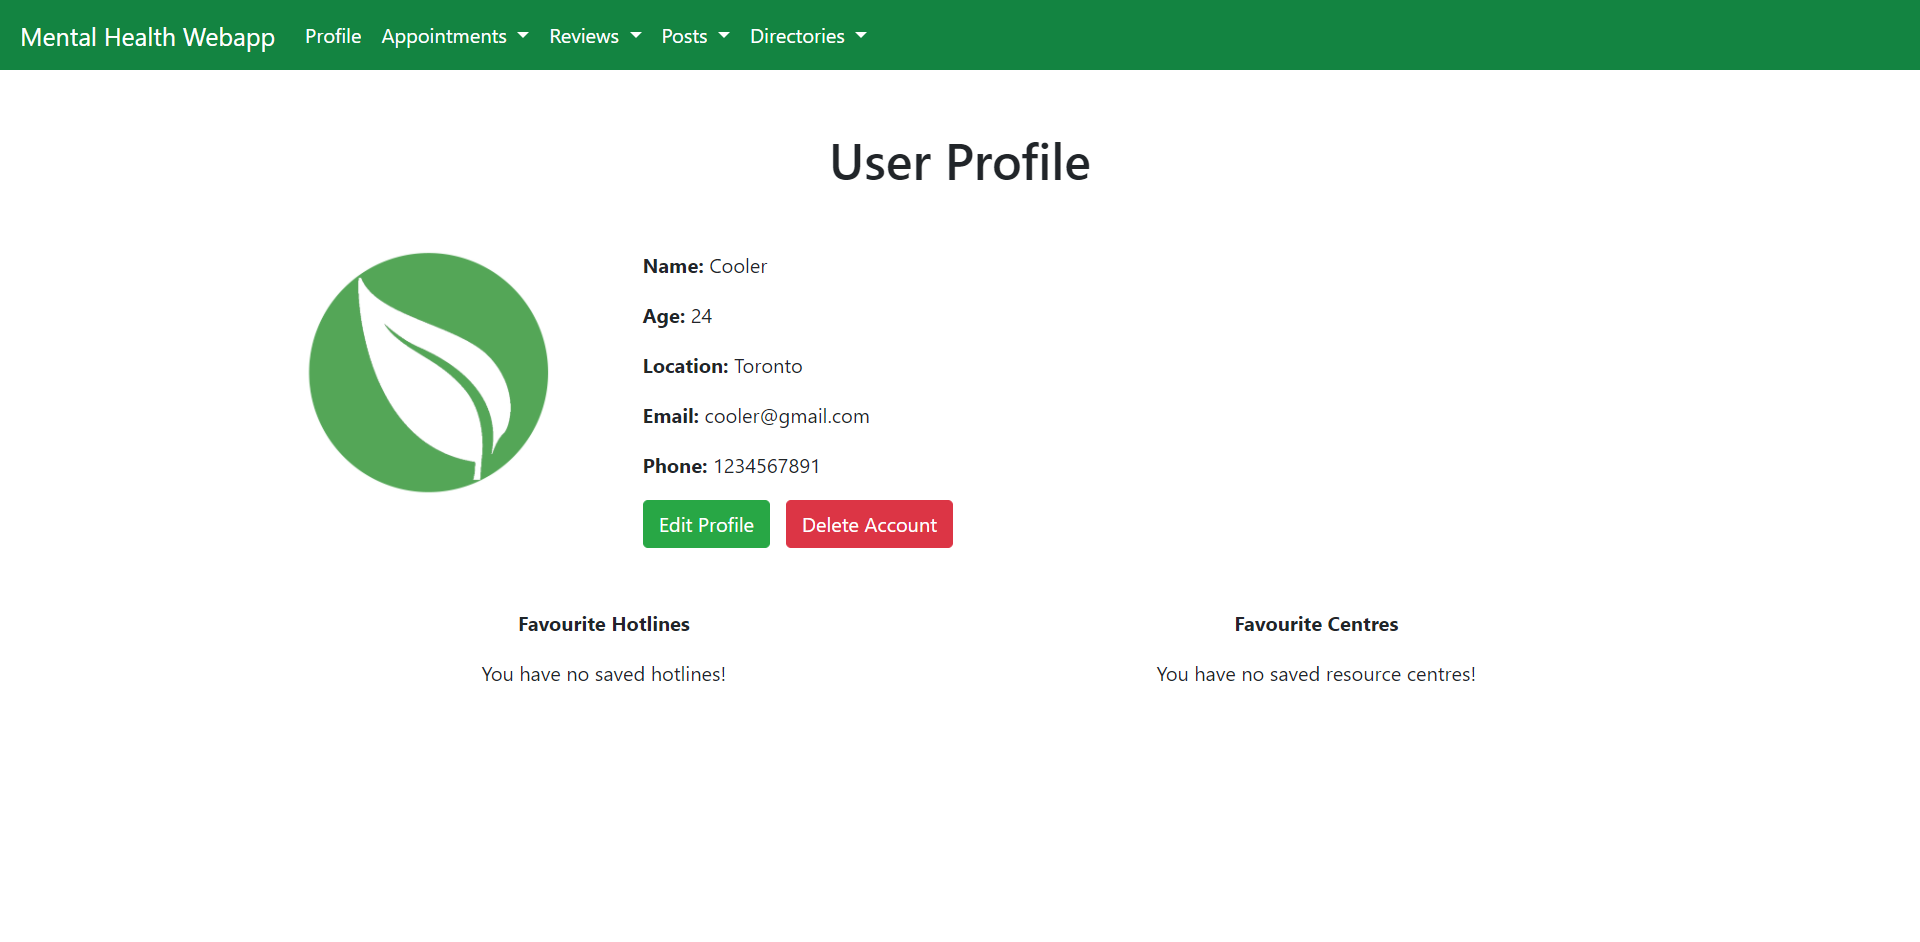 Mental Health Webapp Profile Appointments Reviews Posts Directories
User Profile
Name: Cooler
Age: 24
Location: Toronto
Email: cooler@gmail.com
Phone: 1234567891
Edit Profile Delete Account
Favourite Hotlines Favourite Centres
You have no saved hotlines! You have no saved resource centres!